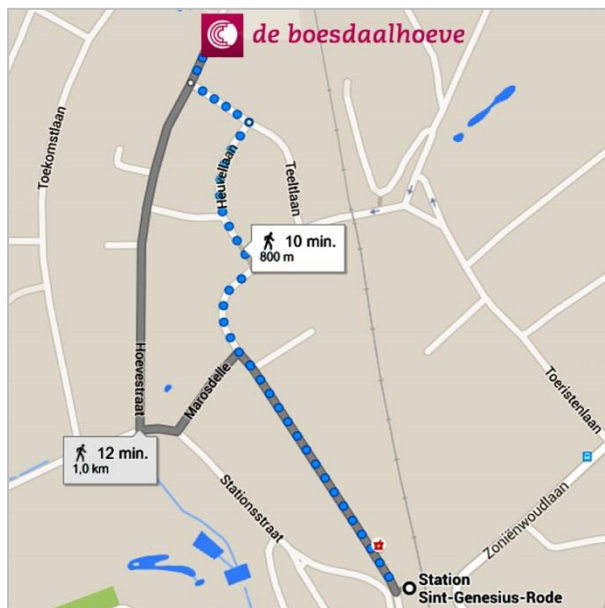 de boesdaalhoeve
Toekomstlaan
Heuvellaan
Teeltlaan
10 min.
800 m
Hoevestraat
Marosdelle
Toeristenlaan
12 min.
1,0 km
Stationsstraat
Zoniënwoudlaan
Station
Sint-Genesius-Rode